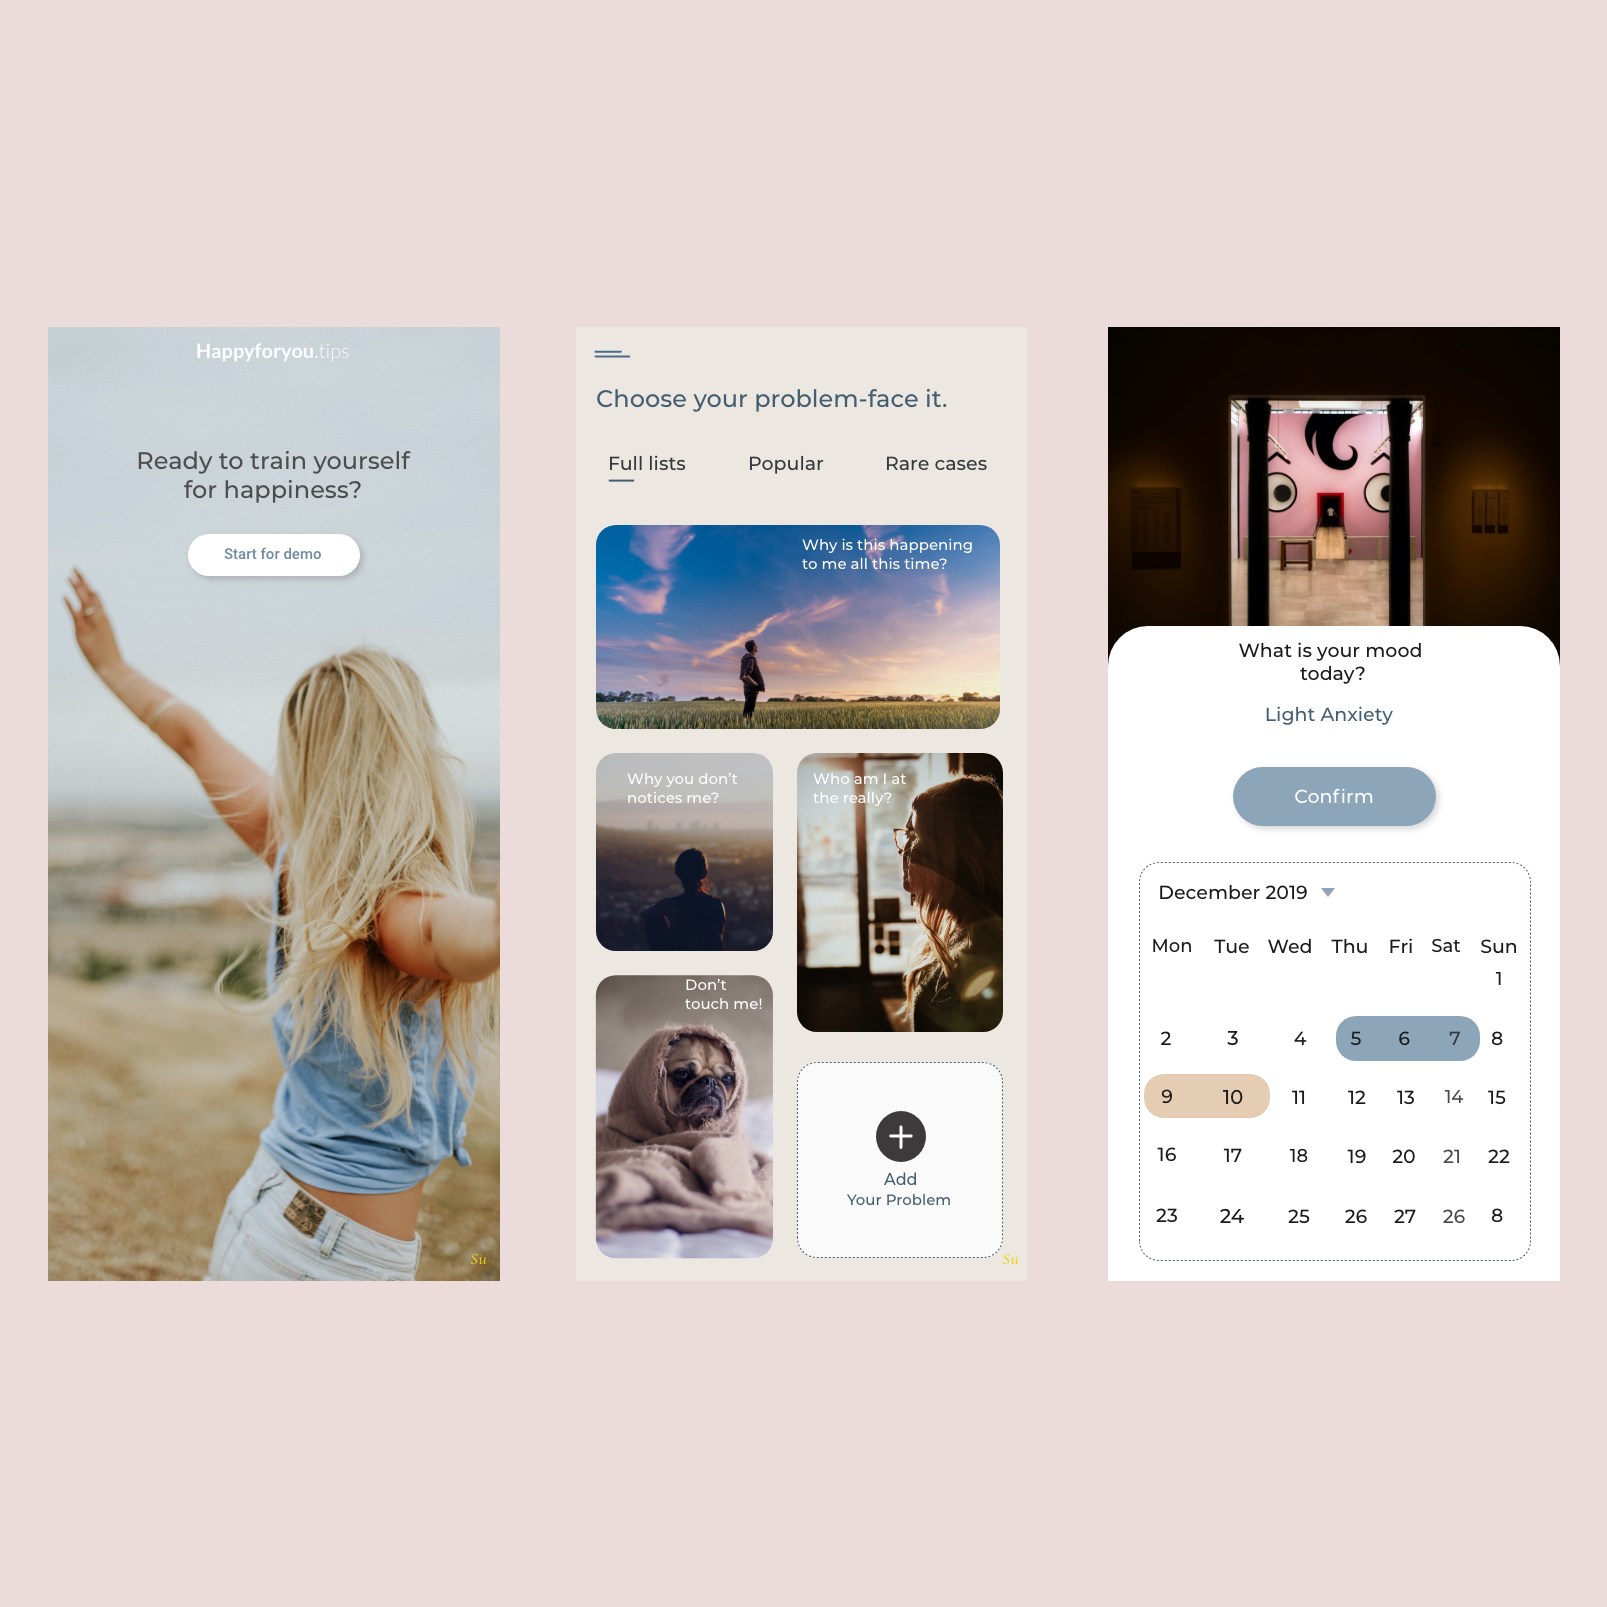 Happyforyou.tips
Ready to train yourself
for happiness?
Start for demo
Su
Choose your problem-face it.
Full lists Popular Rare cases
Why is this happening
to me all this time?
Why you don't
notices me?
Who am I at
the really?
Don't
touch me!
Add
Your Problem
Su
What is your mood
today?
Light Anxiety
Confirm
December 2019
Mon Tue Wed Thu Fri Sat Sun
1
2 3 4 5 6 7 8
9 10 11 12 13 14 15
16 17 18 19 20 21 22
23 24 25 26 27 26 8